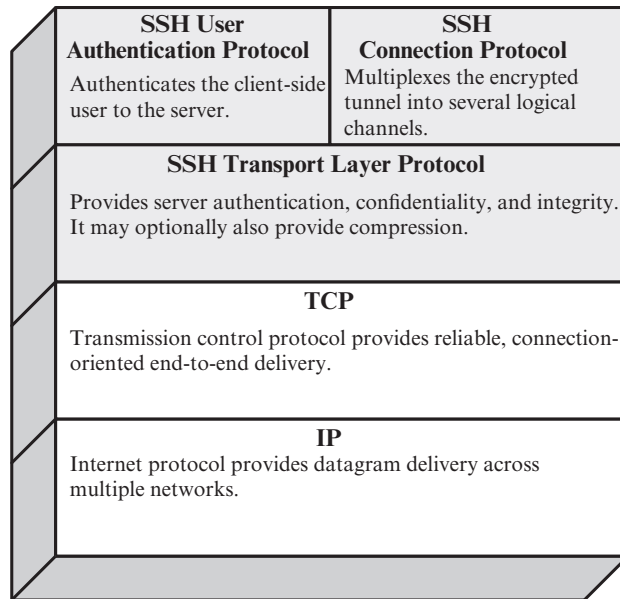 SSH User
Authentication Protocol
Authenticates the client-side
user to the server.
SSH
Connection Protocol
Multiplexes the encrypted
tunnel into several logical
channels.
SSH Transport Layer Protocol
Provides server authentication, confidentiality, and integrity.
It may optionally also provide compression.
TCP
Transmission control protocol provides reliable, connection-
oriented end-to-end delivery.
IP
Internet protocol provides datagram delivery across
multiple networks.